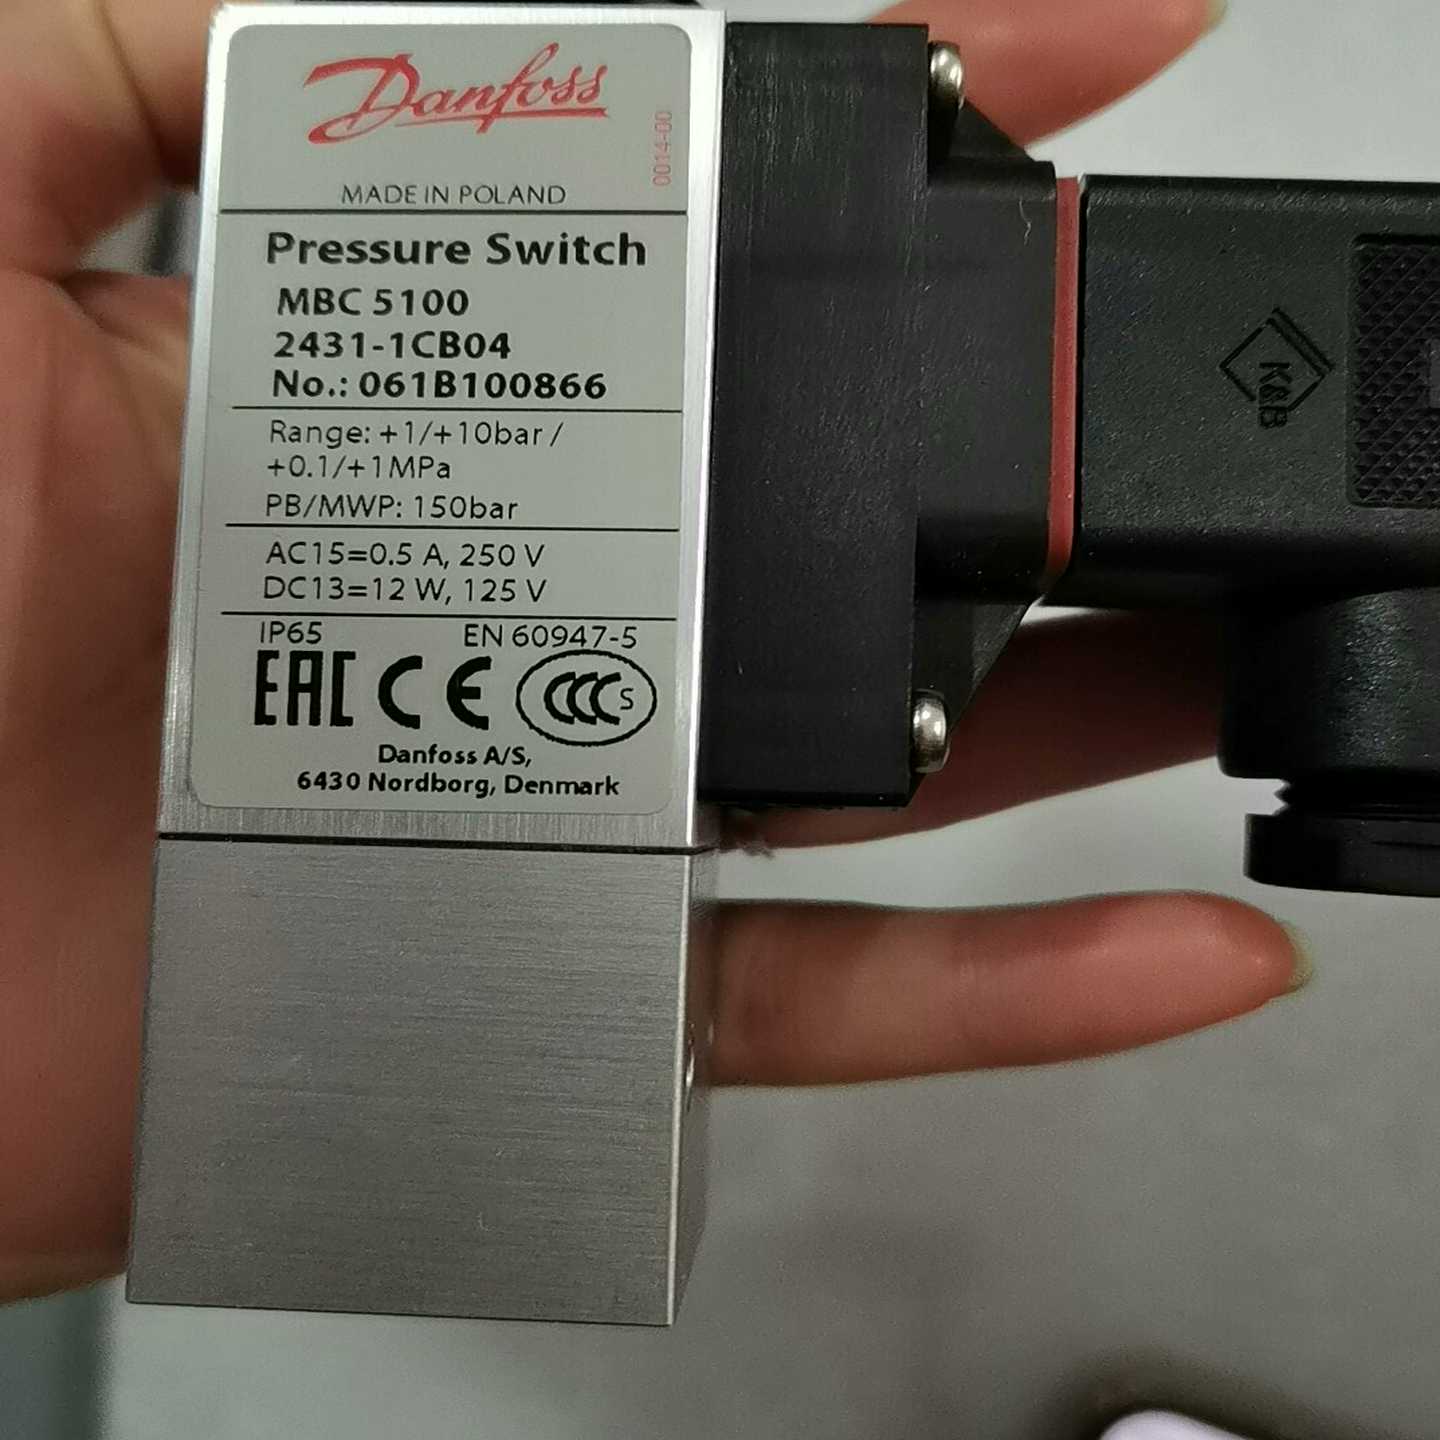 Danfoss
0014-00
MADE IN POLAND
Pressure Switch
MBC 5100
2431-1CB04
No.: 061B100866
Range: +1/+10bar /
+0.1/+1MPa
PB/MWP: 150bar
AC15=0.5 A, 250 V
DC13=12 W, 125 V
IP65 EN 60947-5
EAC CE CCC S
Danfoss A/S,
6430 Nordborg, Denmark
K&B